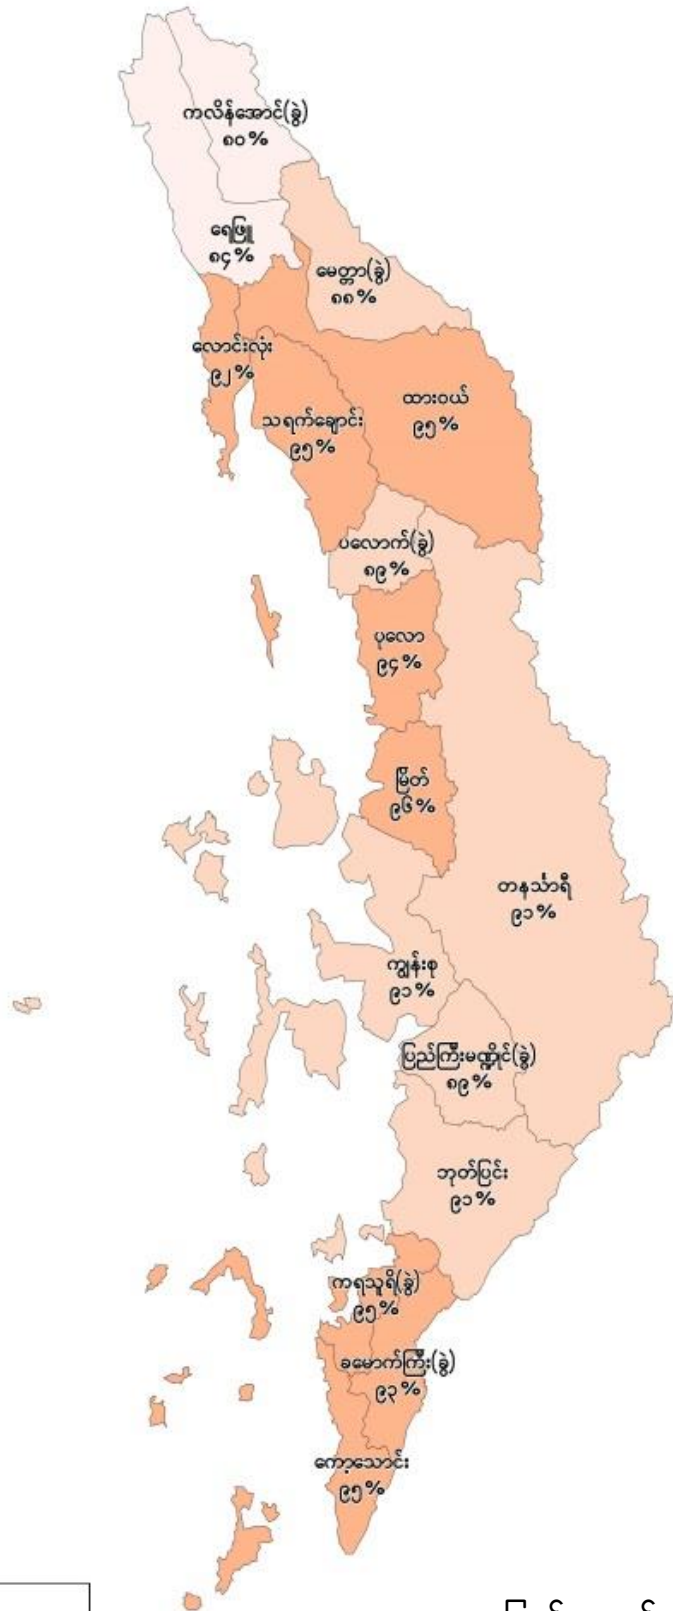 ကလိန်အောင်(ခွဲ)
၈၀%
ရေဖြူ
၈၄%
မေတ္တာ(ခွဲ)
၈၈%
လောင်းလုံး
၉၂%
ထားဝယ်
၉၅%
သရက်ချောင်း
၉၅%
ပလောက်(ခွဲ)
၈၉%
ပုလော
၉၄%
မြိတ်
၉၆%
တနင်္သာရီ
၉၁%
ကျွန်းစု
၉၁%
ပြည်ကြီးမဏ္ဍိုင်(ခွဲ)
၈၉%
ဘုတ်ပြင်း
၉၁%
ကရသူရိ(ခွဲ)
၉၅%
ခမောက်ကြီး(ခွဲ)
၉၃%
ကော့သောင်း
၉၅%